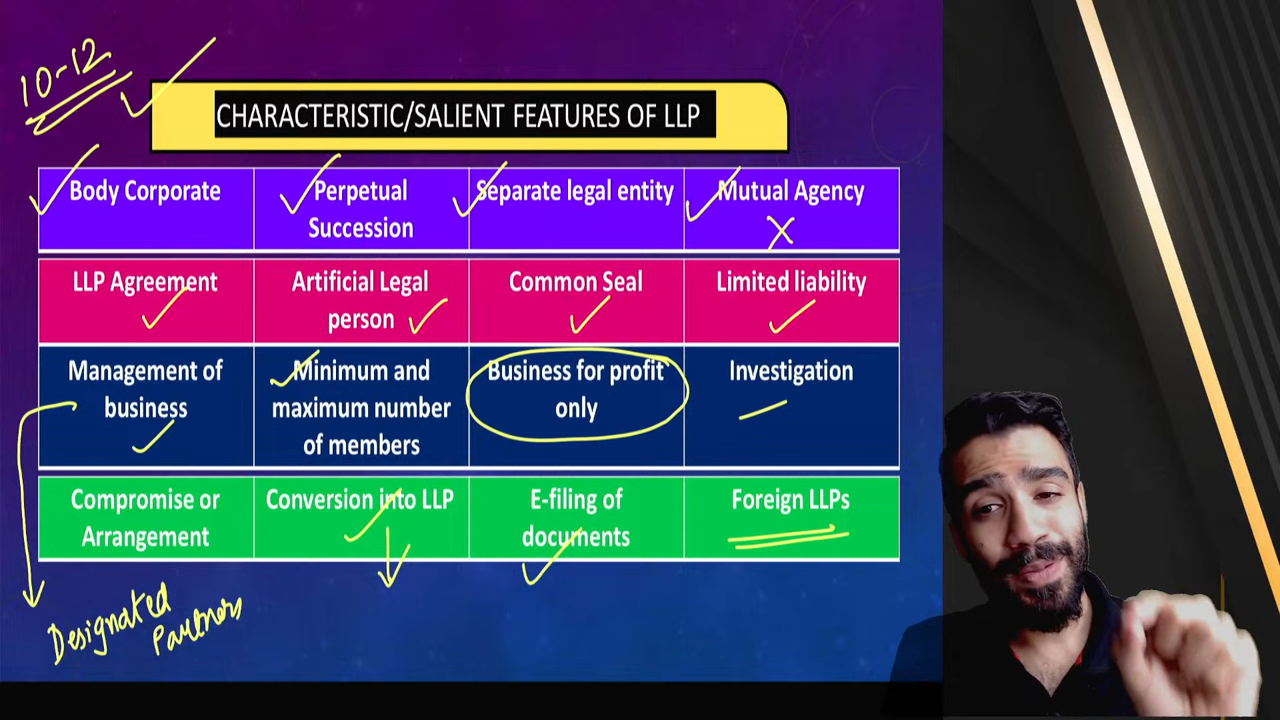 10-12
CHARACTERISTIC/SALIENT FEATURES OF LLP
Body Corporate
Perpetual
Succession
Separate legal entity
Mutual Agency
LLP Agreement
Artificial Legal
person
Common Seal
Limited liability
Management of
business
Minimum and
maximum number
of members
Business for profit
only
Investigation
Compromise or
Arrangement
Conversion into LLP
E-filing of
documents
Foreign LLPs
Designated
Partners